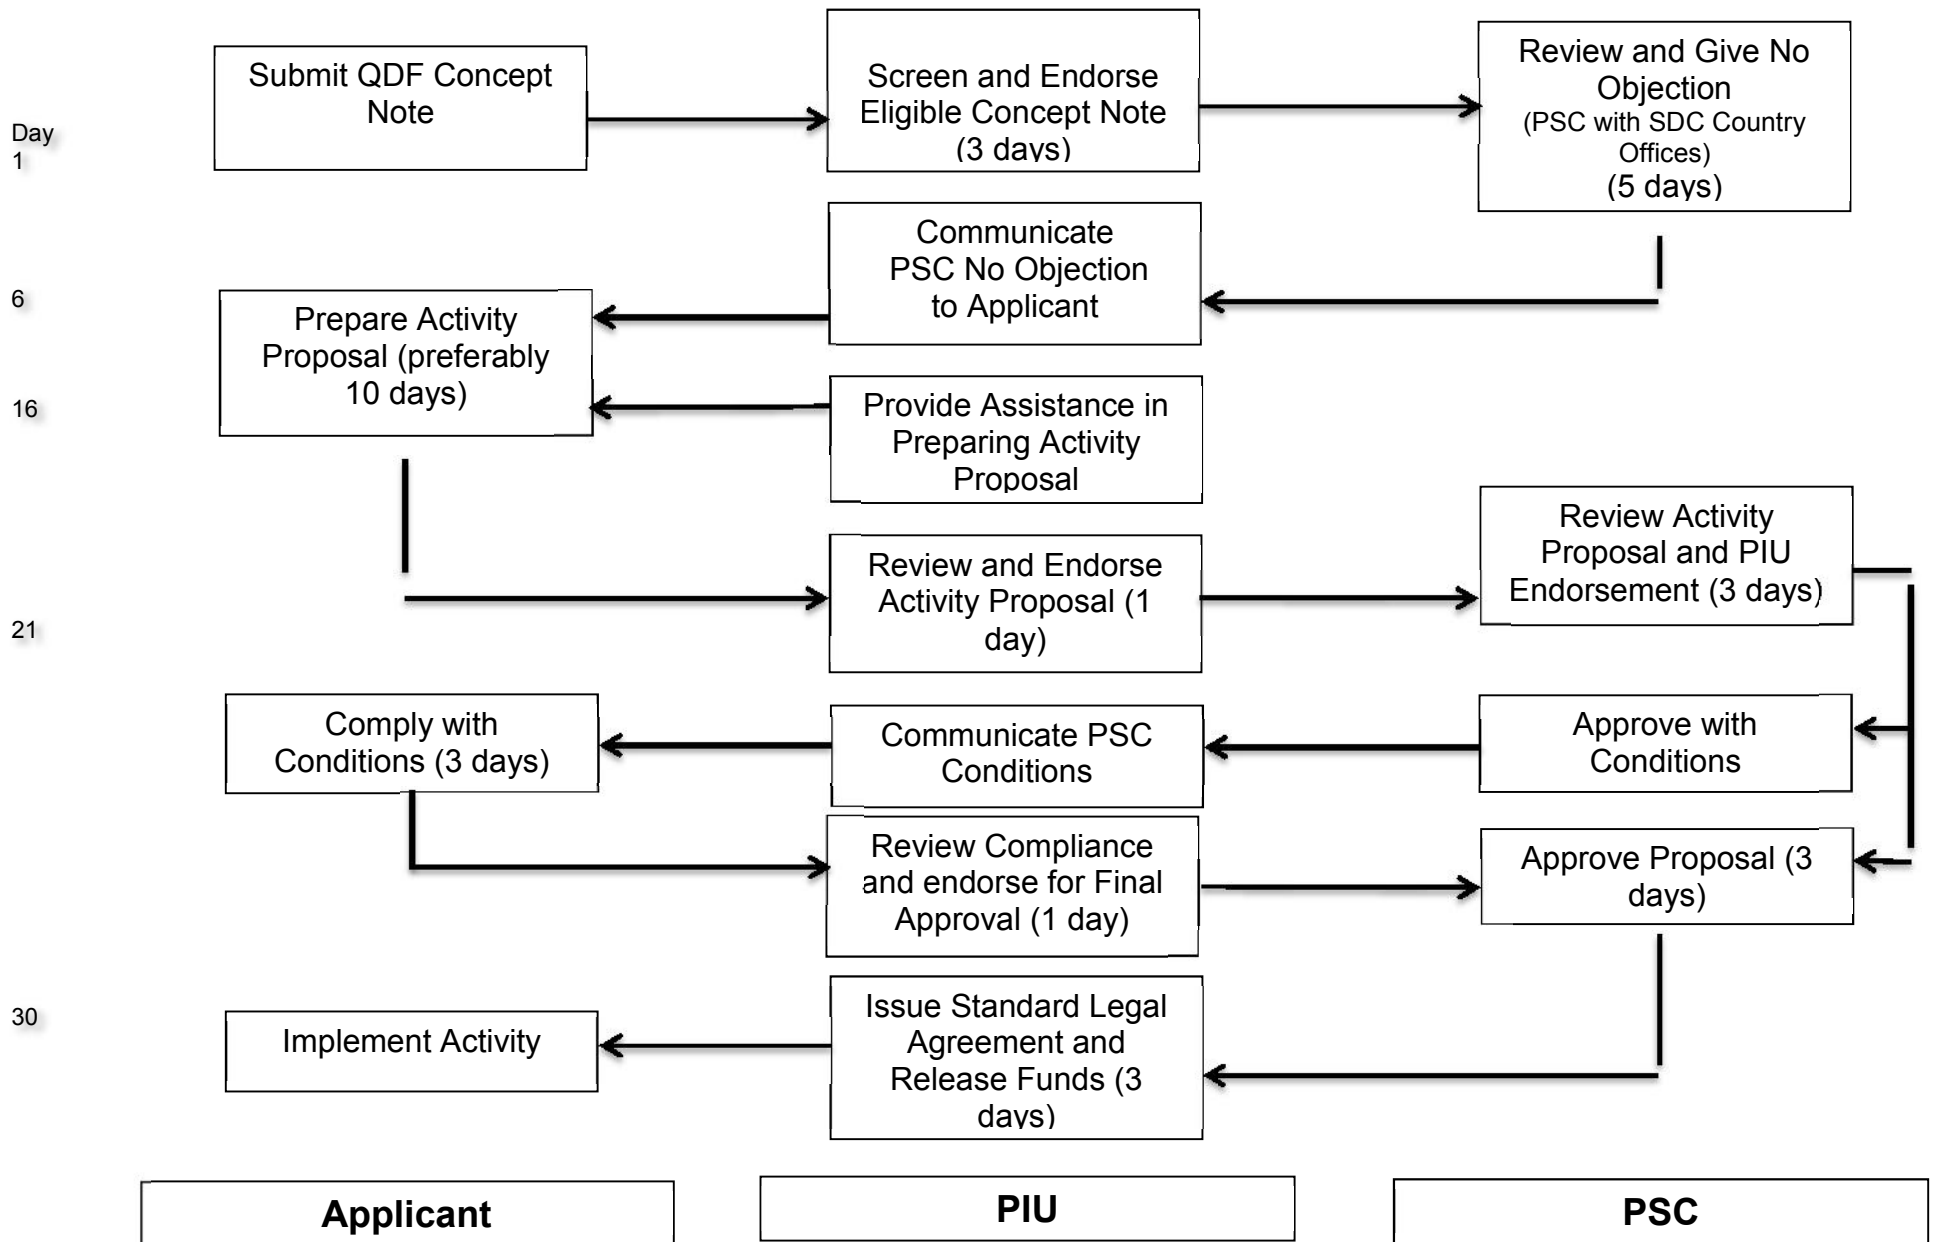 Submit QDF Concept
Note
Screen and Endorse
Eligible Concept Note
(3 days)
Review and Give No
Objection
(PSC with SDC Country
Offices)
(5 days)
Day
1
Communicate
PSC No Objection
to Applicant
6
Prepare Activity
Proposal (preferably
10 days)
16
Provide Assistance in
Preparing Activity
Proposal
Review and Endorse
Activity Proposal (1
day)
Review Activity
Proposal and PIU
Endorsement (3 days)
21
Comply with
Conditions (3 days)
Communicate PSC
Conditions
Approve with
Conditions
Review Compliance
and endorse for Final
Approval (1 day)
Approve Proposal (3
days)
30
Implement Activity
Issue Standard Legal
Agreement and
Release Funds (3
days)
Applicant
PIU
PSC